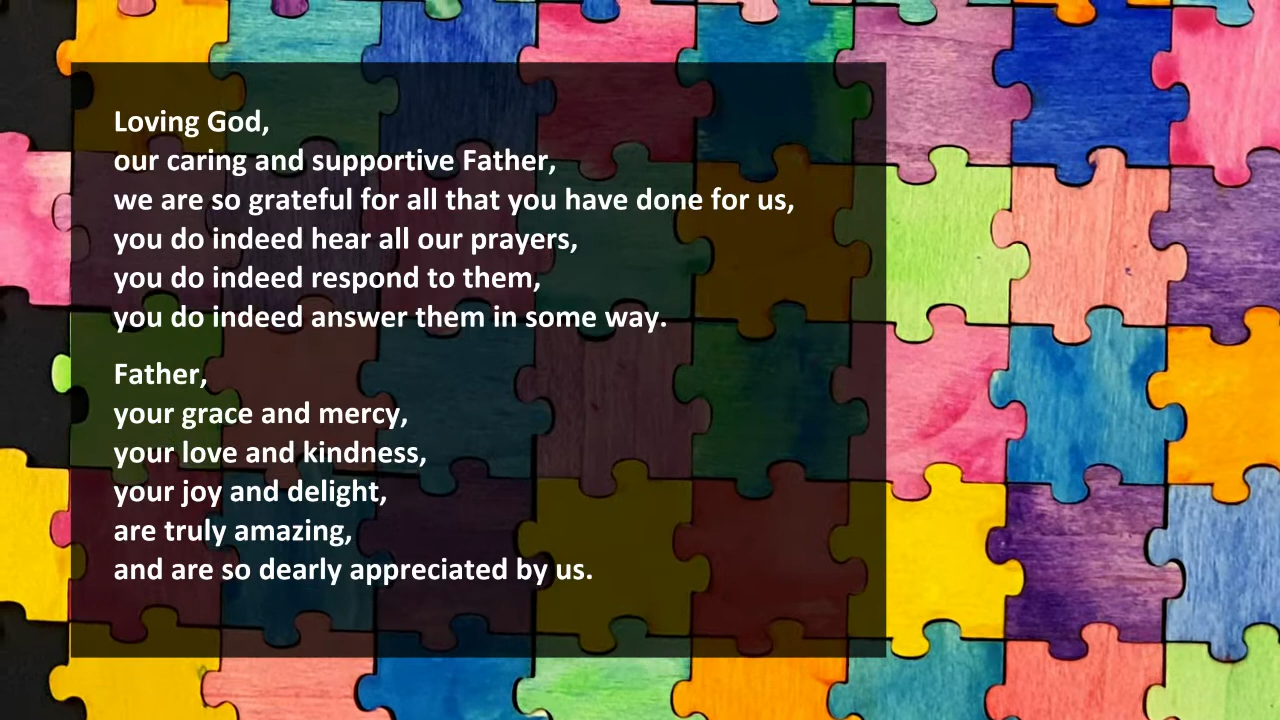 Loving God,
our caring and supportive Father,
we are so grateful for all that you have done for us,
you do indeed hear all our prayers,
you do indeed respond to them,
you do indeed answer them in some way.
Father,
your grace and mercy,
your love and kindness,
your joy and delight,
are truly amazing,
and are so dearly appreciated by us.